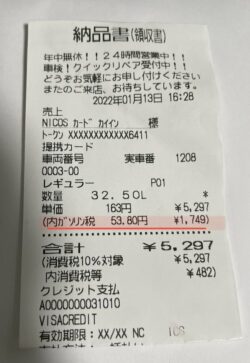 納品書(領収書)
年中無休!!24時間営業中!!
車検!クイックリペア受付中!!
どうぞお気軽にお申し付けください
またのご来店、お待ちしています。
2022年01月13日 16:28
売上
NICOS カード カイイン 様
トークン XXXXXXXXXXXX6411
提携カード
車両番号 実車番 1208
0003-00
レギュラー P01
数量 32.50L *
単価 163円 ¥5,297
(内ガソリン税 53.80円 ¥1,749)
合計 ¥5,297
(消費税10%対象 ¥5,297
内消費税等 ¥482)
クレジット支払
A0000000031010
VISACREDIT
有効期限:XX/XX NC